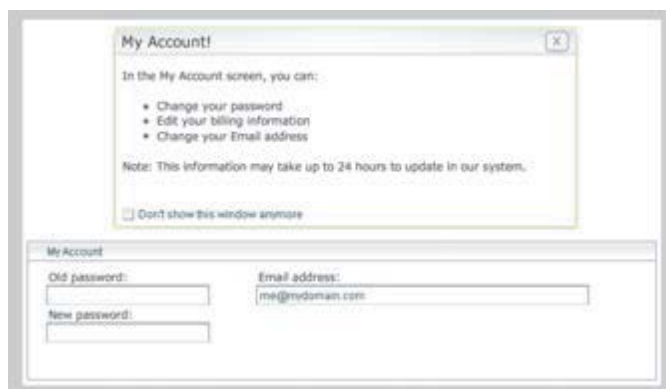 My Account!
X
In the My Account screen, you can:
• Change your password
• Edit your billing information
• Change your Email address
Note: This information may take up to 24 hours to update in our system.
Don't show this window anymore
My Account
Old password:
Email address:
me@mydomain.com
New password: